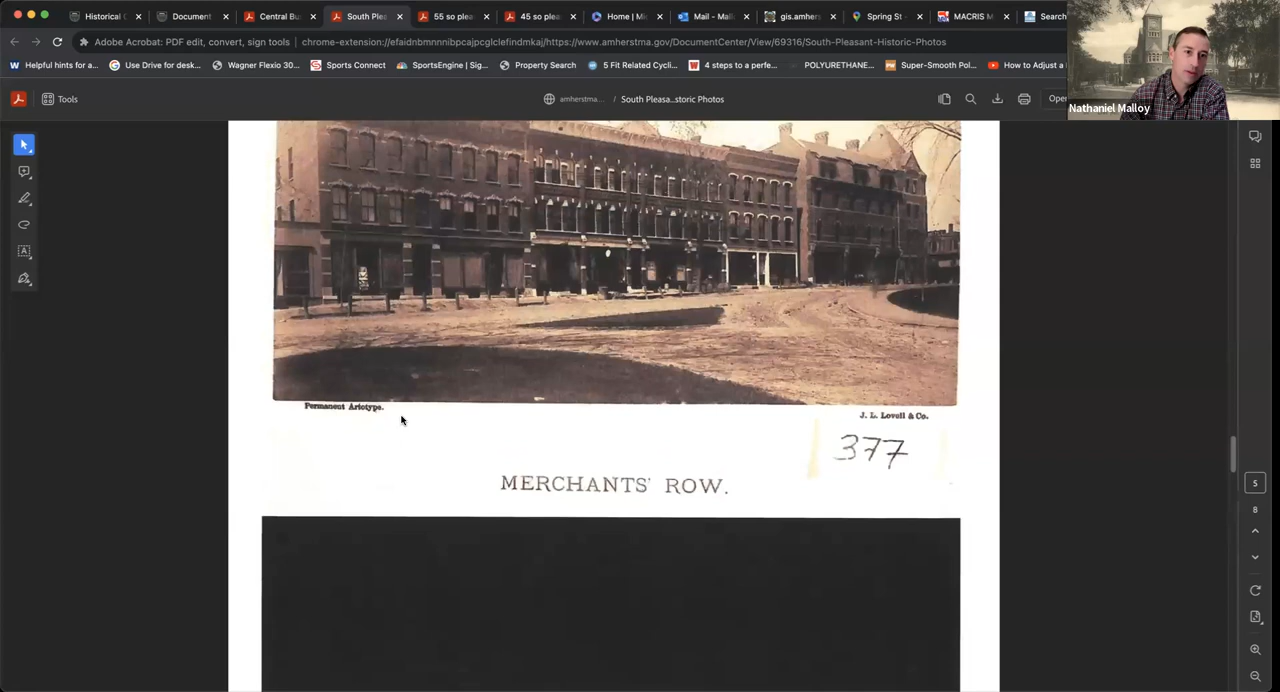 Historical C
Document
Central Bu
South Plea
55 so plea
45 so plea
Home | Mi
Mail - Mall
gis.amhers
Spring St -
MACRIS M
Search
Adobe Acrobat: PDF edit, convert, sign tools | chrome-extension://efaidnbmnnnibpcajpcglclefindmkaj/https://www.amherstma.gov/DocumentCenter/View/69316/South-Pleasant-Historic-Photos
Helpful hints for a...
Use Drive for desk...
Wagner Flexio 30...
Sports Connect
SportsEngine | Sig...
Property Search
5 Fit Related Cycli...
4 steps to a perfe...
POLYURETHANE...
Super-Smooth Pol...
How to Adjust a
Nathaniel Malloy
Tools
amherstma... / South Pleasa...storic Photos
Open
Permanent Artotype.
J. L. Lovell & Co.
377
MERCHANTS' ROW.
5
8